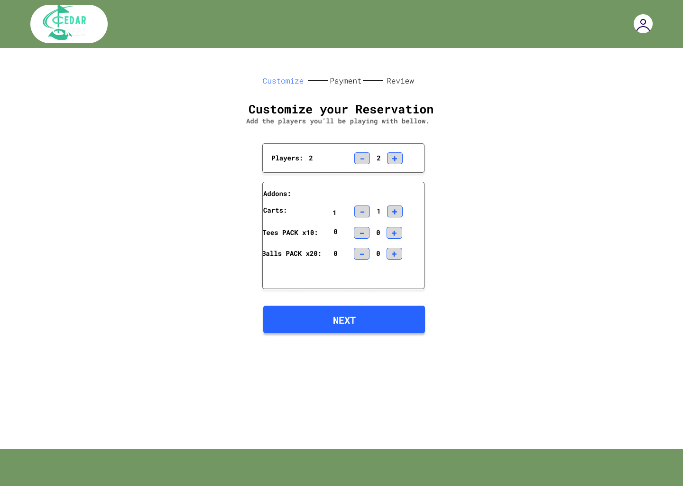 CEDAR
Customize Payment Review
Customize your Reservation
Add the players you'll be playing with bellow.
Players: 2 - 2 +
Addons:
Carts: 1 - 1 +
Tees PACK x10: 0 - 0 +
Balls PACK x20: 0 - 0 +
NEXT